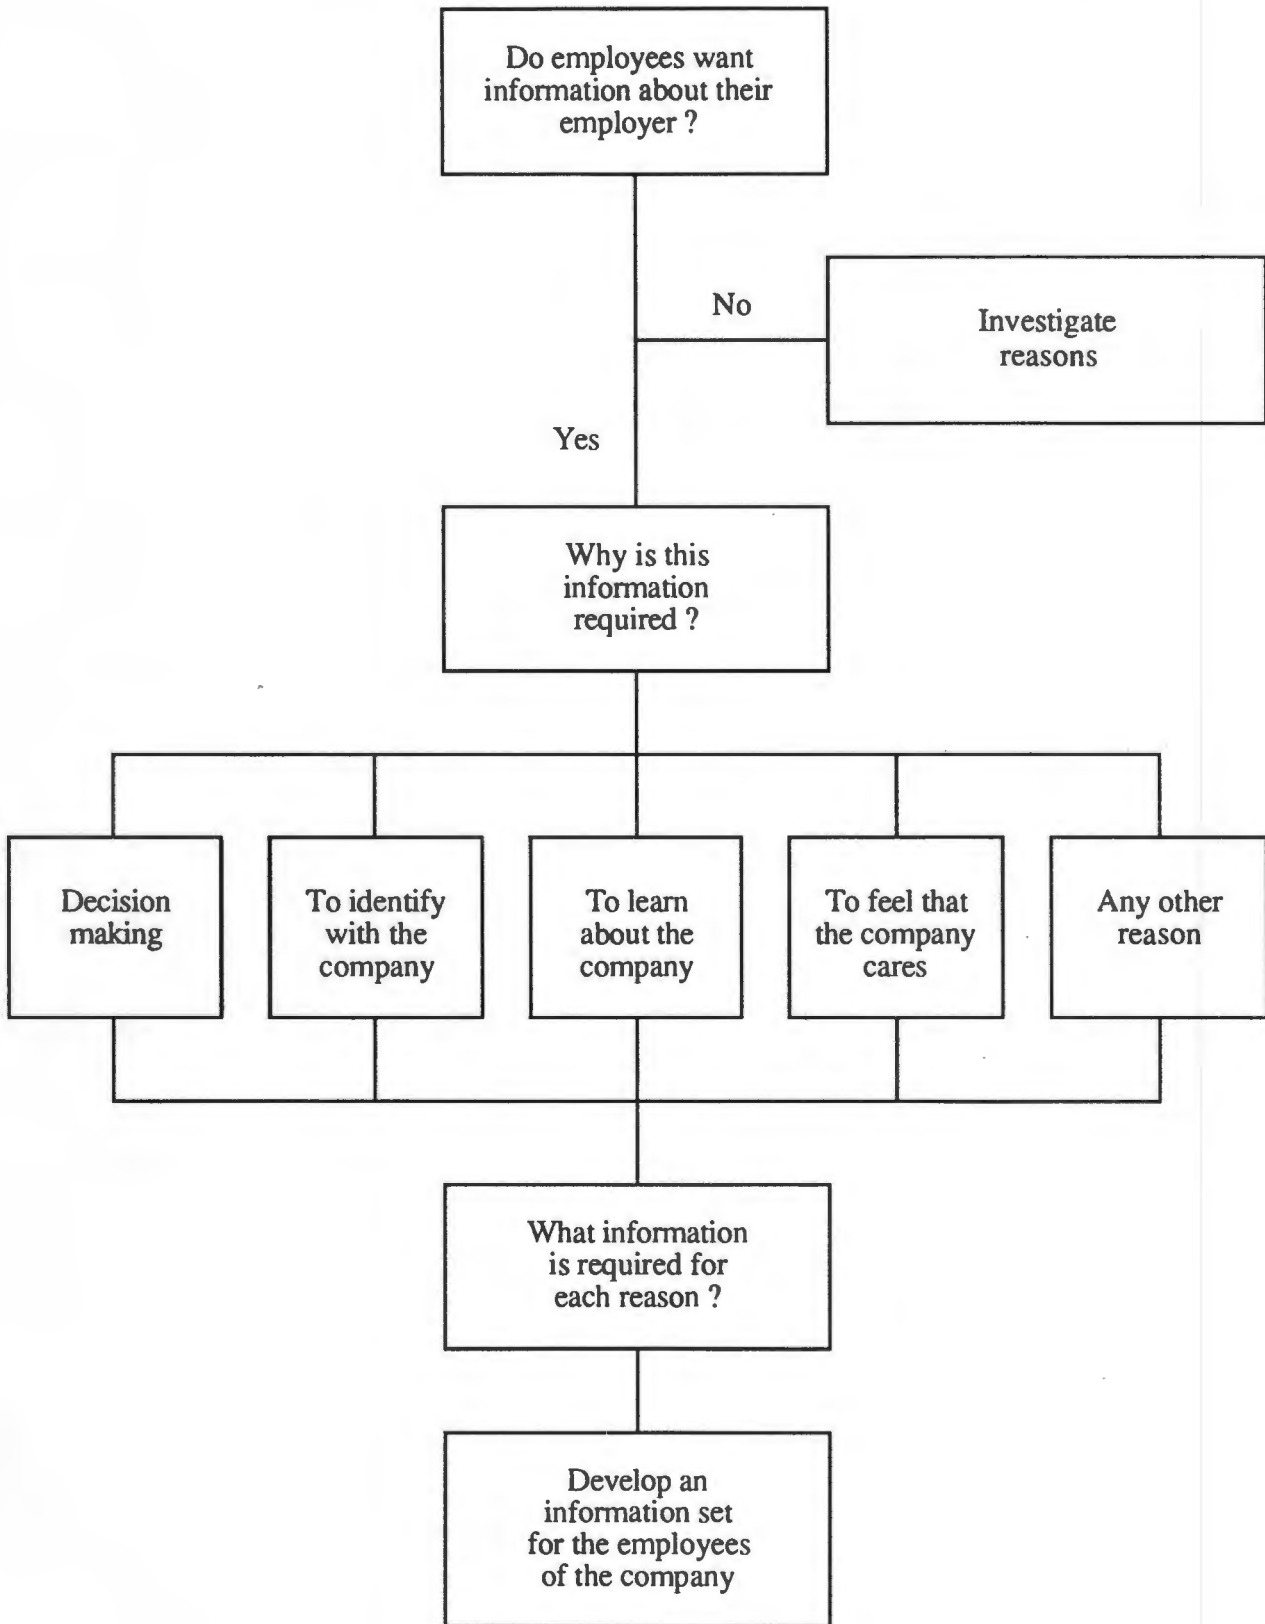 Do employees want
information about their
employer ?
No
Investigate
reasons
Yes
Why is this
information
required ?
Decision
making
To identify
with the
company
To learn
about the
company
To feel that
the company
cares
Any other
reason
What information
is required for
each reason ?
Develop an
information set
for the employees
of the company